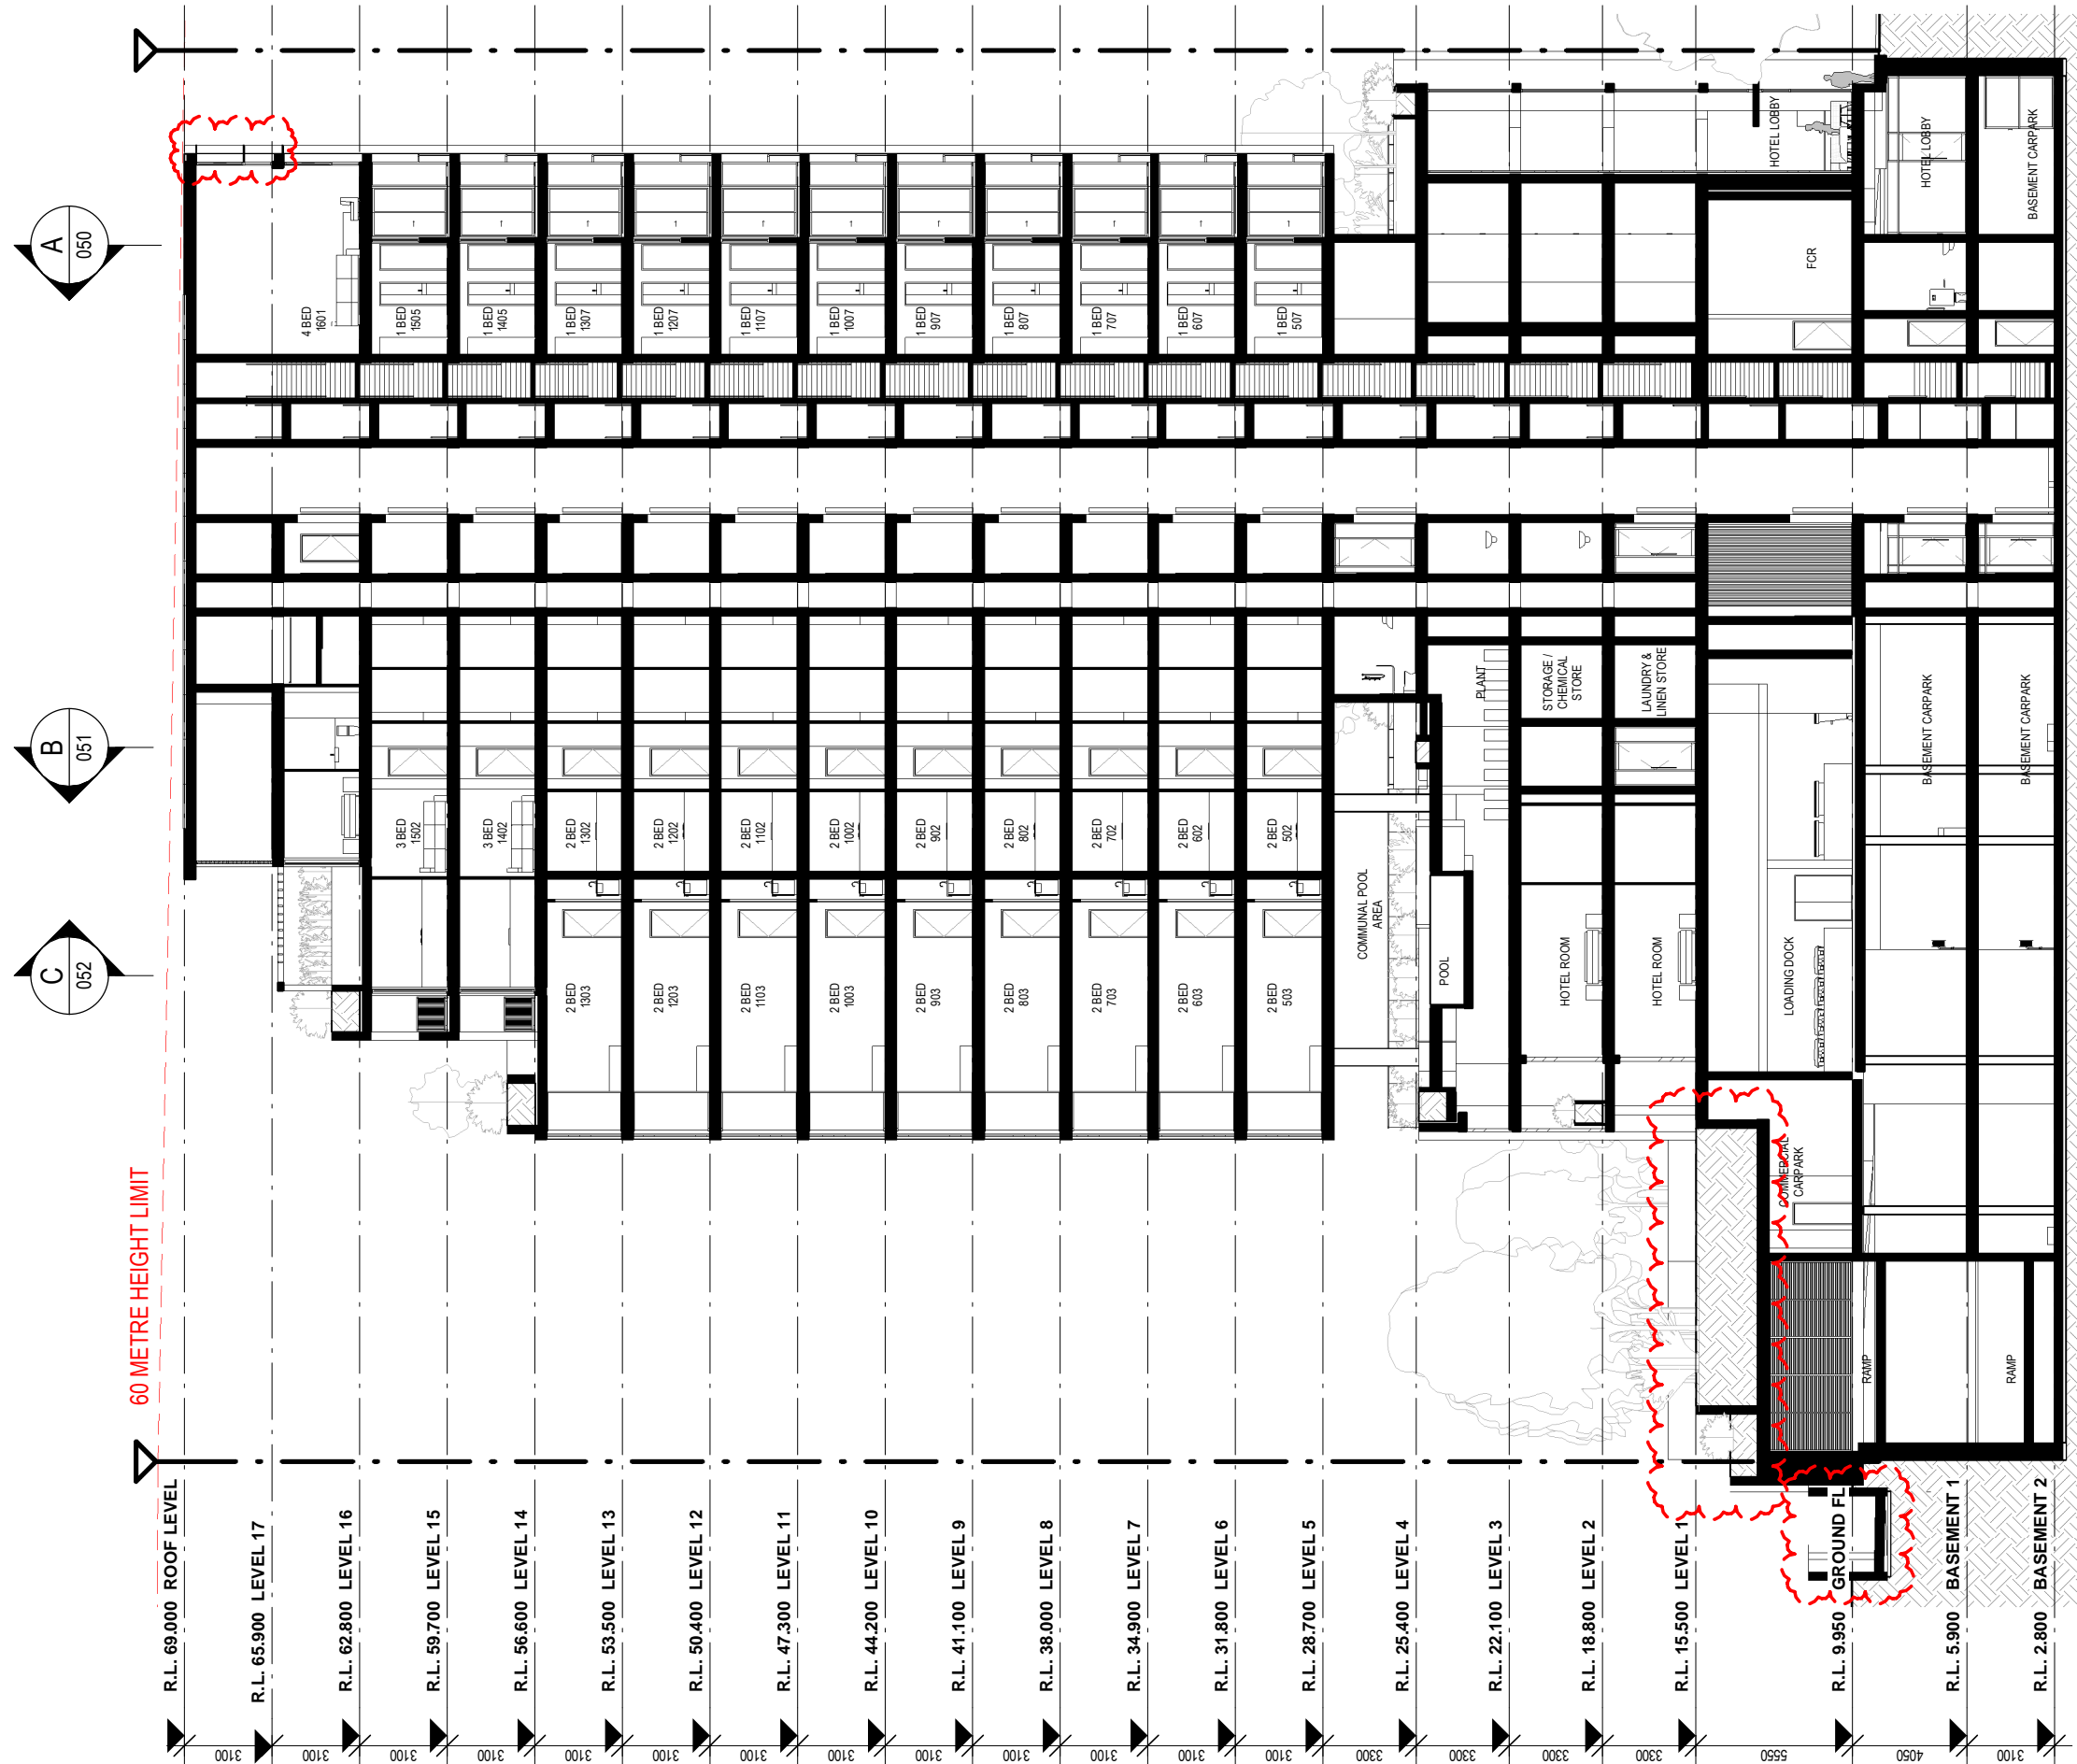 A
050
B
051
C
052
60 METRE HEIGHT LIMIT
R.L. 69.000 ROOF LEVEL
R.L. 65.900 LEVEL 17
R.L. 62.800 LEVEL 16
R.L. 59.700 LEVEL 15
R.L. 56.600 LEVEL 14
R.L. 53.500 LEVEL 13
R.L. 50.400 LEVEL 12
R.L. 47.300 LEVEL 11
R.L. 44.200 LEVEL 10
R.L. 41.100 LEVEL 9
R.L. 38.000 LEVEL 8
R.L. 34.900 LEVEL 7
R.L. 31.800 LEVEL 6
R.L. 28.700 LEVEL 5
R.L. 25.400 LEVEL 4
R.L. 22.100 LEVEL 3
R.L. 18.800 LEVEL 2
R.L. 15.500 LEVEL 1
R.L. 9.950 GROUND FL
R.L. 5.900 BASEMENT 1
R.L. 2.800 BASEMENT 2
3100
3100
3100
3100
3100
3100
3100
3100
3100
3100
3100
3100
3100
3300
3300
3300
3300
5550
4050
3100
4 BED
1601
3 BED
1502
1 BED
1505
3 BED
1402
1 BED
1405
2 BED
1303
2 BED
1302
1 BED
1307
2 BED
1203
2 BED
1202
1 BED
1207
2 BED
1103
2 BED
1102
1 BED
1107
2 BED
1003
2 BED
1002
1 BED
1007
2 BED
903
2 BED
902
1 BED
907
2 BED
803
2 BED
802
1 BED
807
2 BED
703
2 BED
702
1 BED
707
2 BED
603
2 BED
602
1 BED
607
2 BED
503
2 BED
502
1 BED
507
COMMUNAL POOL
AREA
POOL
PLANT
HOTEL ROOM
STORAGE /
CHEMICAL
STORE
HOTEL ROOM
LAUNDRY &
LINEN STORE
COMMERCIAL
CARPARK
LOADING DOCK
FCR
HOTEL LOBBY
RAMP
BASEMENT CARPARK
HOTEL LOBBY
RAMP
BASEMENT CARPARK
BASEMENT CARPARK